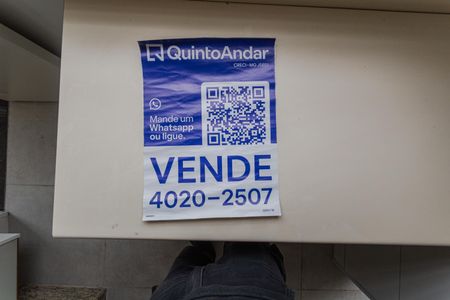 QuintoAndar
Mande um
Whatsapp
ou ligue.
VENDE
4020-2507